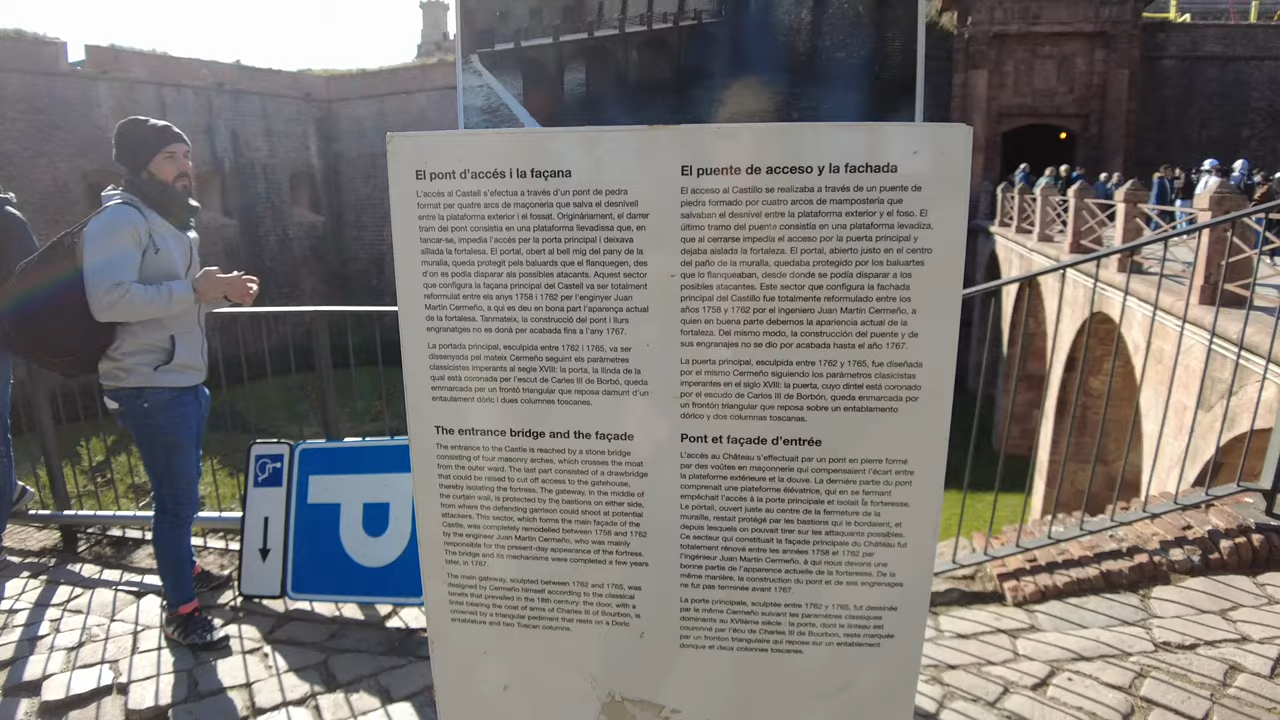 El pont d'accés i la façana
L'accés al Castell s'efectua a través d'un pont de pedra
format per quatre arcs de maçoneria que salva el desnivell
entre la plataforma exterior i el fossat. Originàriament, el darrer
tram del pont consistia en una plataforma llevadissa que, en
tancar-se, impedia l'accés per la porta principal i deixava
aïllada la fortalesa. El portal, obert al bell mig del pany de la
muralla, queda protegit pels baluards que el flanquegen, des
d'on es podia disparar als possibles atacants. Aquest sector
que configura la façana principal del Castell va ser totalment
reformulat entre els anys 1758 i 1762 per l'enginyer Juan
Martín Cermeño, a qui es deu en bona part l'aparença actual
de la fortalesa. Tanmateix, la construcció del pont i llurs
engranatges no es donà per acabada fins a l'any 1767.
La portada principal, esculpida entre 1762 i 1765, va ser
dissenyada pel mateix Cermeño seguint els paràmetres
classicistes imperants al segle XVIII: la porta, la llinda de la
qual està coronada per l'escut de Carles III de Borbó, queda
emmarcada per un frontó triangular que reposa damunt d'un
entaulament dòric i dues columnes toscanes.
El puente de acceso y la fachada
El acceso al Castillo se realizaba a través de un puente de
piedra formado por cuatro arcos de mampostería que
salvaban el desnivel entre la plataforma exterior y el foso. El
último tramo del puente consistía en una plataforma levadiza,
que al cerrarse impedía el acceso por la puerta principal y
dejaba aislada la fortaleza. El portal, abierto justo en el centro
del paño de la muralla, quedaba protegido por los baluartes
que lo flanqueaban, desde donde se podía disparar a los
posibles atacantes. Este sector que configura la fachada
principal del Castillo fue totalmente reformulado entre los
años 1758 y 1762 por el ingeniero Juan Martín Cermeño, a
quien en buena parte debemos la apariencia actual de la
fortaleza. Del mismo modo, la construcción del puente y de
sus engranajes no se dio por acabada hasta el año 1767.
La puerta principal, esculpida entre 1762 y 1765, fue diseñada
por el mismo Cermeño siguiendo los parámetros clasicistas
imperantes en el siglo XVIII: la puerta, cuyo dintel está coronado
por el escudo de Carlos III de Borbón, queda enmarcada por
un frontón triangular que reposa sobre un entablamento
dórico y dos columnas toscanas.
The entrance bridge and the façade
The entrance to the Castle is reached by a stone bridge
consisting of four masonry arches, which crosses the moat
from the outer ward. The last part consisted of a drawbridge
that could be raised to cut off access to the gatehouse,
thereby isolating the fortress. The gateway, in the middle of
the curtain wall, is protected by the bastions on either side,
from where the defending garrison could shoot at potential
attackers. This sector, which forms the main façade of the
Castle, was completely remodelled between 1758 and 1762
by the engineer Juan Martín Cermeño, who was mainly
responsible for the present-day appearance of the fortress.
The bridge and its mechanisms were completed a few years
later, in 1767.
The main gateway, sculpted between 1762 and 1765, was
designed by Cermeño himself according to the classical
tenets that prevailed in the 18th century: the door, with a
lintel bearing the coat of arms of Charles III of Bourbon, is
crowned by a triangular pediment that rests on a Doric
entablature and two Tuscan columns.
Pont et façade d'entrée
L'accès au Château s'effectuait par un pont en pierre formé
par des voûtes en maçonnerie qui compensaient l'écart entre
la plateforme extérieure et la douve. La dernière partie du pont
comprenait une plateforme élévatrice, qui en se fermant
empêchait l'accès à la porte principale et isolait la forteresse.
Le portail, ouvert juste au centre de la fermeture de la
muraille, restait protégé par les bastions qui le bordaient, et
depuis lesquels on pouvait tirer sur les attaquants possibles.
Ce secteur qui constituait la façade principale du Château fut
totalement rénové entre les années 1758 et 1762 par
l'ingénieur Juan Martín Cermeño, à qui nous devons une
bonne partie de l'apparence actuelle de la forteresse. De la
même manière, la construction du pont et de ses engrenages
ne fut pas terminée avant 1767.
La porte principale, sculptée entre 1762 y 1765, fut dessinée
par le même Cermeño suivant les paramètres classiques
dominants au XVIIIème siècle : la porte, dont le linteau est
couronné par l'écu de Charles III de Bourbon, reste marquée
par un fronton triangulaire qui repose sur un entablement
dorique et deux colonnes toscanes.
P